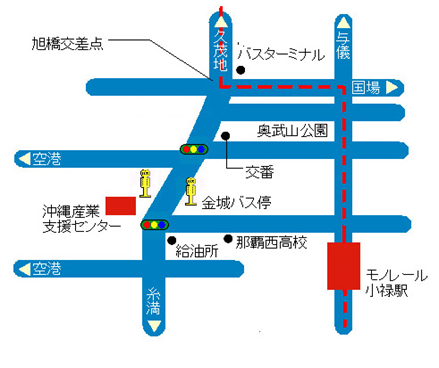 久茂地
与儀
旭橋交差点
バスターミナル
国場
奥武山公園
空港
交番
沖縄産業
支援センター
金城バス停
給油所
那覇西高校
空港
糸満
モノレール
小禄駅